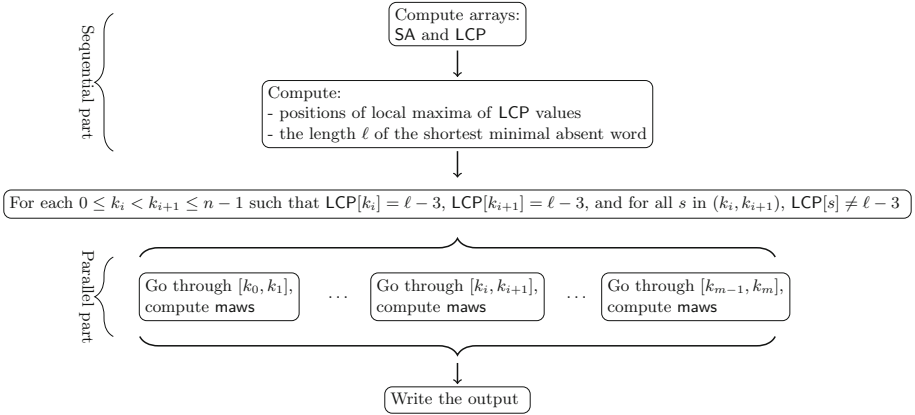 Sequential part
Compute arrays:
SA and LCP
Compute:
- positions of local maxima of LCP values
- the length ℓ of the shortest minimal absent word
For each 0 ≤ k_i < k_{i+1} ≤ n − 1 such that LCP[k_i] = ℓ − 3, LCP[k_{i+1}] = ℓ − 3, and for all s in (k_i, k_{i+1}), LCP[s] ≠ ℓ − 3
Parallel part
Go through [k_0, k_1],
compute maws
...
Go through [k_i, k_{i+1}],
compute maws
...
Go through [k_{m−1}, k_m],
compute maws
Write the output